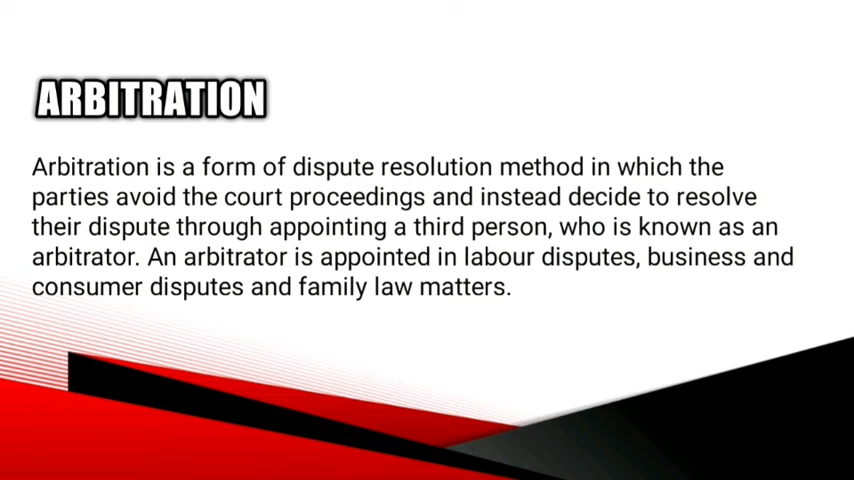 ARBITRATION
Arbitration is a form of dispute resolution method in which the
parties avoid the court proceedings and instead decide to resolve
their dispute through appointing a third person, who is known as an
arbitrator. An arbitrator is appointed in labour disputes, business and
consumer disputes and family law matters.